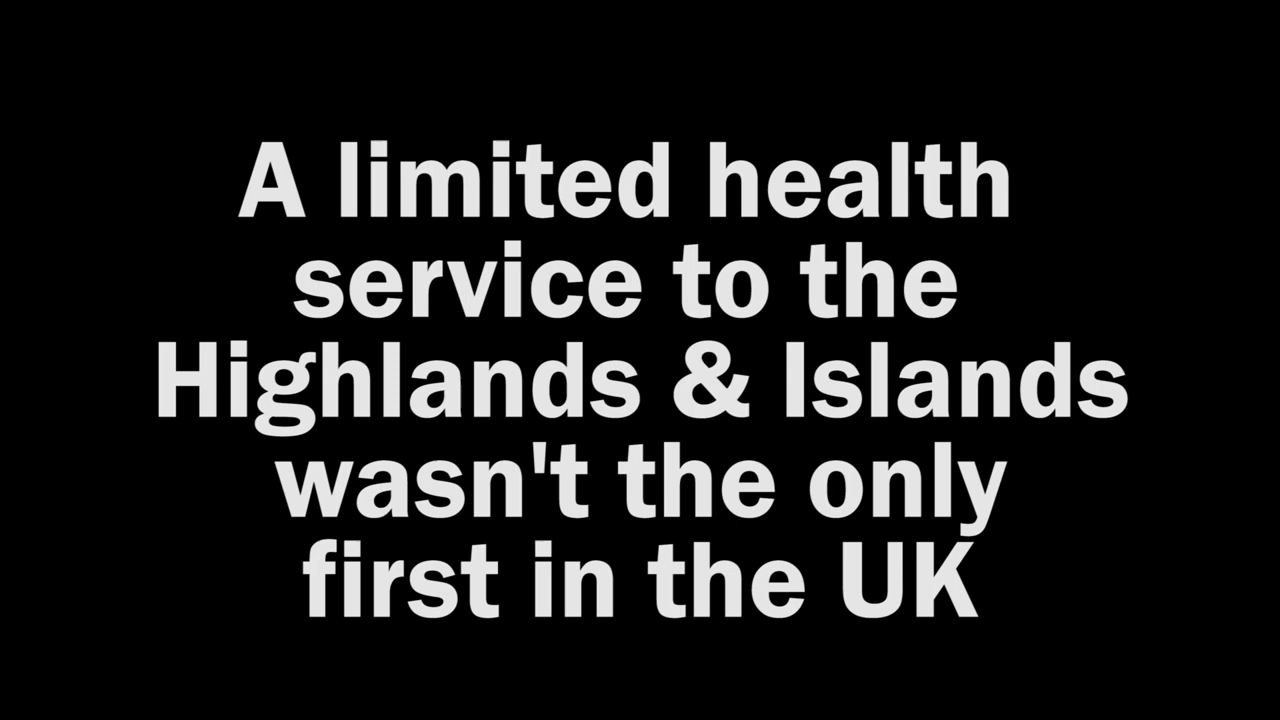 A limited health
service to the
Highlands & Islands
wasn't the only
first in the UK